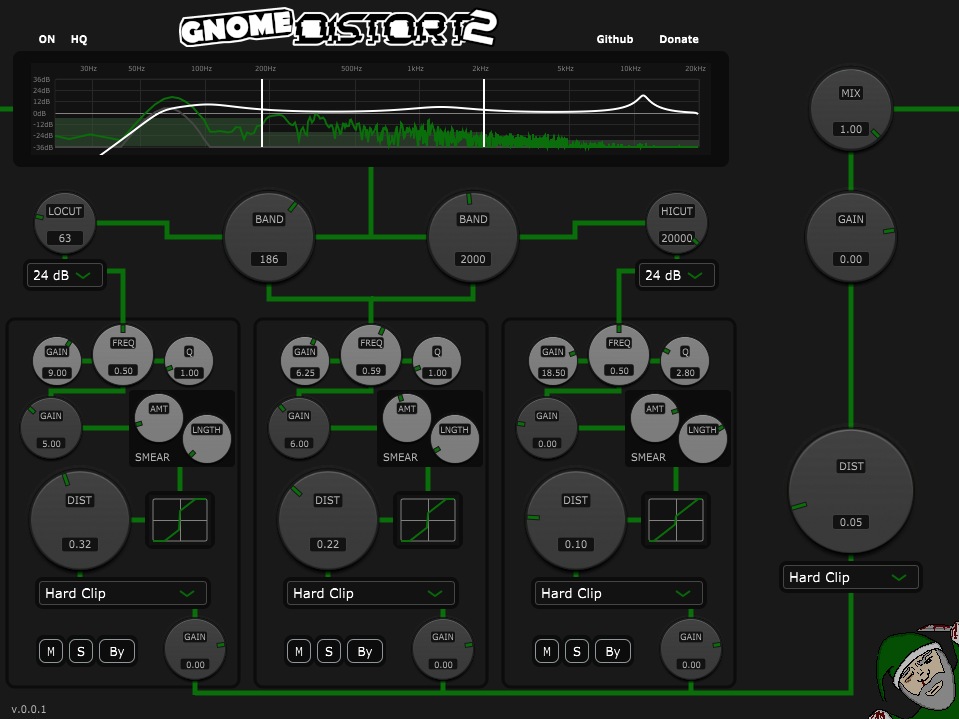 GNOME DISTORT 2
ON HQ
Github Donate
30Hz 50Hz 100Hz 200Hz 500Hz 1kHz 2kHz 5kHz 10kHz 20kHz
36dB
24dB
12dB
0dB
-12dB
-24dB
-36dB
MIX
1.00
LOCUT
63
24 dB
BAND
186
BAND
2000
HICUT
20000
24 dB
GAIN
0.00
GAIN
9.00
FREQ
0.50
Q
1.00
GAIN
5.00
AMT
LNGTH
SMEAR
DIST
0.32
Hard Clip
M S By
GAIN
0.00
GAIN
6.25
FREQ
0.59
Q
1.00
GAIN
6.00
AMT
LNGTH
SMEAR
DIST
0.22
Hard Clip
M S By
GAIN
0.00
GAIN
18.50
FREQ
0.50
Q
2.80
GAIN
0.00
AMT
LNGTH
SMEAR
DIST
0.10
Hard Clip
M S By
GAIN
0.00
DIST
0.05
Hard Clip
v.0.0.1